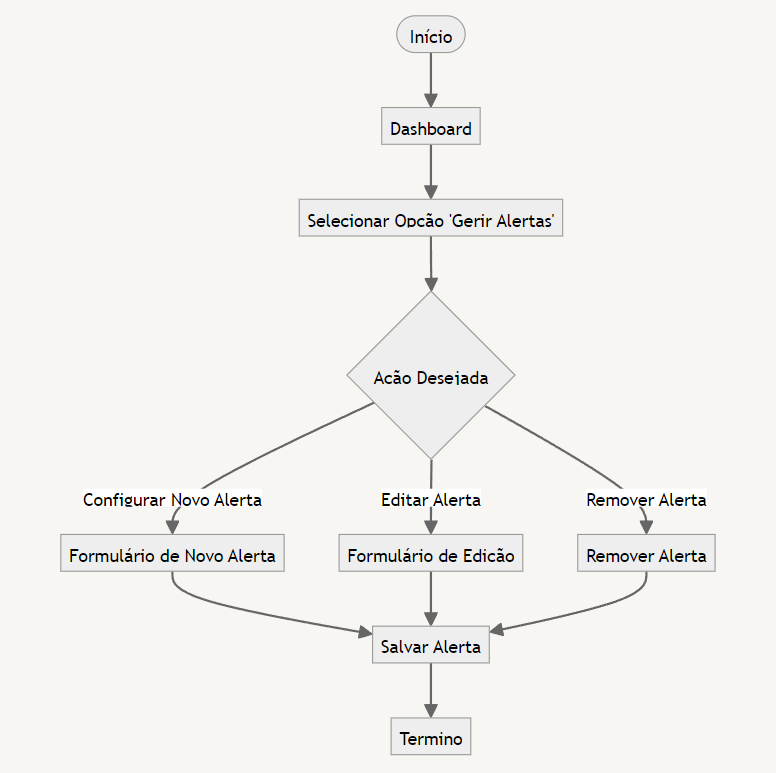 Início
Dashboard
Selecionar Opção 'Gerir Alertas'
Ação Desejada
Configurar Novo Alerta
Editar Alerta
Remover Alerta
Formulário de Novo Alerta
Formulário de Edição
Remover Alerta
Salvar Alerta
Termino